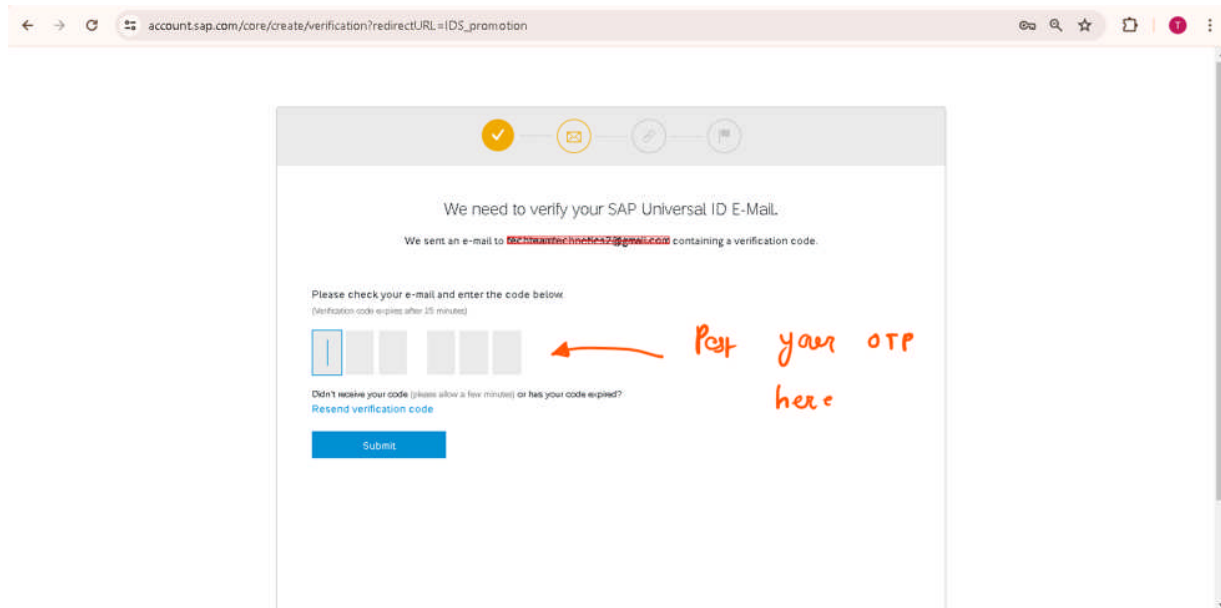 account.sap.com/core/create/verification?redirectURL=IDS_promotion
T
We need to verify your SAP Universal ID E-Mail.
We sent an e-mail to containing a verification code.
Please check your e-mail and enter the code below.
(Verification code expires after 15 minutes)
Post your OTP
here
Didn't receive your code (please allow a few minutes) or has your code expired?
Resend verification code
Submit